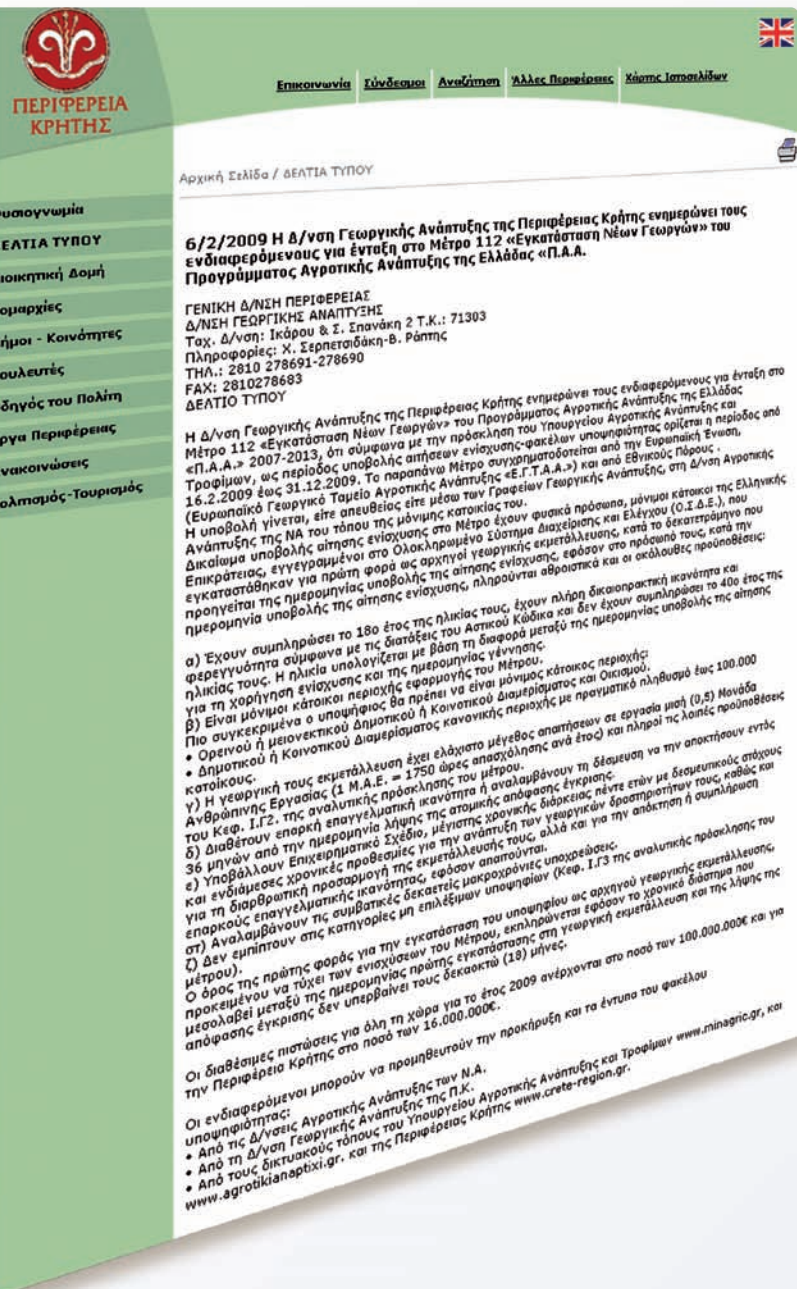 ΠΕΡΙΦΕΡΕΙΑ
ΚΡΗΤΗΣ
Επικοινωνία
Σύνδεσμοι
Αναζήτηση
Άλλες Περιφέρειες
Χάρτης Ιστοσελίδων
Αρχική Σελίδα / ΔΕΛΤΙΑ ΤΥΠΟΥ
υσιογνωμία
ΕΛΤΙΑ ΤΥΠΟΥ
ιοικητική Δομή
ομαρχίες
ήμοι - Κοινότητες
ουλευτές
δηγός του Πολίτη
ργα Περιφέρειας
νακοινώσεις
ολιτισμός-Τουρισμός
6/2/2009 Η Δ/νση Γεωργικής Ανάπτυξης της Περιφέρειας Κρήτης ενημερώνει τους
ενδιαφερόμενους για ένταξη στο Μέτρο 112 «Εγκατάσταση Νέων Γεωργών» του
Προγράμματος Αγροτικής Ανάπτυξης της Ελλάδας «Π.Α.Α.
ΓΕΝΙΚΗ Δ/ΝΣΗ ΠΕΡΙΦΕΡΕΙΑΣ
Δ/ΝΣΗ ΓΕΩΡΓΙΚΗΣ ΑΝΑΠΤΥΞΗΣ
Ταχ. Δ/νση: Ικάρου & Σ. Σπανάκη 2 Τ.Κ.: 71303
Πληροφορίες: Χ. Σερπετσιδάκη-Β. Ράπτης
ΤΗΛ.: 2810 278691-278690
FAX: 2810278683
ΔΕΛΤΙΟ ΤΥΠΟΥ
Η Δ/νση Γεωργικής Ανάπτυξης της Περιφέρειας Κρήτης ενημερώνει τους ενδιαφερόμενους για ένταξη στο
Μέτρο 112 «Εγκατάσταση Νέων Γεωργών» του Προγράμματος Αγροτικής Ανάπτυξης της Ελλάδας
«Π.Α.Α.» 2007-2013, ότι σύμφωνα με την πρόσκληση του Υπουργείου Αγροτικής Ανάπτυξης και
Τροφίμων, ως περίοδος υποβολής αιτήσεων ενίσχυσης-φακέλων υποψηφιότητας ορίζεται η περίοδος από
16.2.2009 έως 31.12.2009. Το παραπάνω Μέτρο συγχρηματοδοτείται από την Ευρωπαϊκή Ένωση,
(Ευρωπαϊκό Γεωργικό Ταμείο Αγροτικής Ανάπτυξης «Ε.Γ.Τ.Α.Α.») και από Εθνικούς Πόρους .
Η υποβολή γίνεται, είτε απευθείας είτε μέσω των Γραφείων Γεωργικής Ανάπτυξης, στη Δ/νση Αγροτικής
Ανάπτυξης της ΝΑ του τόπου της μόνιμης κατοικίας του.
Δικαίωμα υποβολής αίτησης ενίσχυσης στο Μέτρο έχουν φυσικά πρόσωπα, μόνιμοι κάτοικοι της Ελληνικής
Επικράτειας, εγγεγραμμένοι στο Ολοκληρωμένο Σύστημα Διαχείρισης και Ελέγχου (Ο.Σ.Δ.Ε.), που
εγκαταστάθηκαν για πρώτη φορά ως αρχηγοί γεωργικής εκμετάλλευσης, κατά το δεκατετράμηνο που
προηγείται της ημερομηνίας υποβολής της αίτησης ενίσχυσης, εφόσον στο πρόσωπό τους, κατά την
ημερομηνία υποβολής της αίτησης ενίσχυσης, πληρούνται αθροιστικά και οι ακόλουθες προϋποθέσεις:
α) Έχουν συμπληρώσει το 18ο έτος της ηλικίας τους, έχουν πλήρη δικαιοπρακτική ικανότητα και
φερεγγυότητα σύμφωνα με τις διατάξεις του Αστικού Κώδικα και δεν έχουν συμπληρώσει το 40ο έτος της
ηλικίας τους. Η ηλικία υπολογίζεται με βάση τη διαφορά μεταξύ της ημερομηνίας υποβολής της αίτησης
για τη χορήγηση ενίσχυσης και της ημερομηνίας γέννησης.
β) Είναι μόνιμοι κάτοικοι περιοχής εφαρμογής του Μέτρου.
Πιο συγκεκριμένα ο υποψήφιος θα πρέπει να είναι μόνιμος κάτοικος περιοχής:
• Ορεινού ή μειονεκτικού Δημοτικού ή Κοινοτικού Διαμερίσματος και Οικισμού.
• Δημοτικού ή Κοινοτικού Διαμερίσματος κανονικής περιοχής με πραγματικό πληθυσμό έως 100.000
κατοίκους.
γ) Η γεωργική τους εκμετάλλευση έχει ελάχιστο μέγεθος απαιτήσεων σε εργασία μισή (0,5) Μονάδα
Ανθρώπινης Εργασίας (1 Μ.Α.Ε. = 1750 ώρες απασχόλησης ανά έτος) και πληροί τις λοιπές προϋποθέσεις
του Κεφ. Ι.Γ2. της αναλυτικής πρόσκλησης του μέτρου.
δ) Διαθέτουν επαρκή επαγγελματική ικανότητα ή αναλαμβάνουν τη δέσμευση να την αποκτήσουν εντός
36 μηνών από την ημερομηνία λήψης της ατομικής απόφασης έγκρισης.
ε) Υποβάλλουν Επιχειρηματικό Σχέδιο, μέγιστης χρονικής διάρκειας πέντε ετών με δεσμευτικούς στόχους
και ενδιάμεσες χρονικές προθεσμίες για την ανάπτυξη των γεωργικών δραστηριοτήτων τους, καθώς και
για τη διαρθρωτική προσαρμογή της εκμετάλλευσής τους, αλλά και για την απόκτηση ή συμπλήρωση
επαρκούς επαγγελματικής ικανότητας, εφόσον απαιτούνται.
στ) Αναλαμβάνουν τις συμβατικές δεκαετείς μακροχρόνιες υποχρεώσεις.
ζ) Δεν εμπίπτουν στις κατηγορίες μη επιλέξιμων υποψηφίων (Κεφ. Ι.Γ3 της αναλυτικής πρόσκλησης του
μέτρου).
Ο όρος της πρώτης φοράς για την εγκατάσταση του υποψηφίου ως αρχηγού γεωργικής εκμετάλλευσης,
προκειμένου να τύχει των ενισχύσεων του Μέτρου, εκπληρώνεται εφόσον το χρονικό διάστημα που
μεσολαβεί μεταξύ της ημερομηνίας πρώτης εγκατάστασης στη γεωργική εκμετάλλευση και της λήψης της
απόφασης έγκρισης δεν υπερβαίνει τους δεκαοκτώ (18) μήνες.
Οι διαθέσιμες πιστώσεις για όλη τη χώρα για το έτος 2009 ανέρχονται στο ποσό των 100.000.000€ και για
την Περιφέρεια Κρήτης στο ποσό των 16.000.000€.
Οι ενδιαφερόμενοι μπορούν να προμηθευτούν την προκήρυξη και τα έντυπα του φακέλου
υποψηφιότητας:
• Από τις Δ/νσεις Αγροτικής Ανάπτυξης των Ν.Α.
• Από τη Δ/νση Γεωργικής Ανάπτυξης της Π.Κ.
• Από τους δικτυακούς τόπους του Υπουργείου Αγροτικής Ανάπτυξης και Τροφίμων www.minagric.gr, και
www.agrotikianaptixi.gr. και της Περιφέρειας Κρήτης www.crete-region.gr.